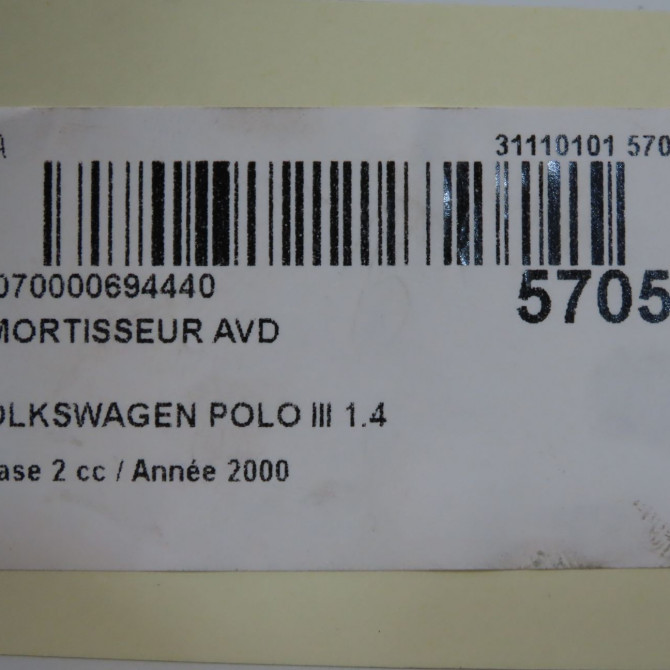 A 31110101 570
070000694440
5705
MORTISSEUR AVD
OLKSWAGEN POLO III 1.4
ase 2 cc / Année 2000